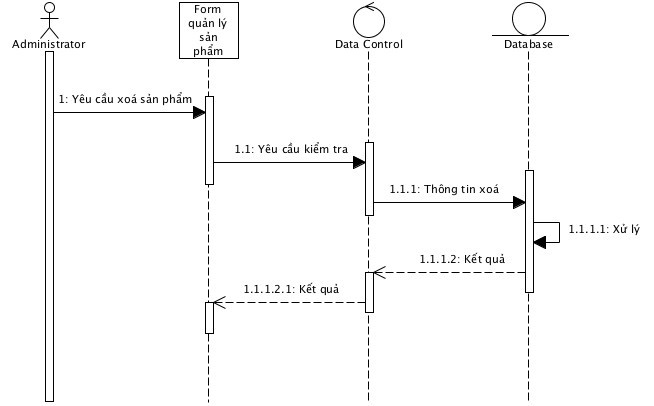 Form
quản lý
sản
phẩm
Administrator
Data Control
Database
1: Yêu cầu xoá sản phẩm
1.1: Yêu cầu kiểm tra
1.1.1: Thông tin xoá
1.1.1.1: Xử lý
1.1.1.2: Kết quả
1.1.1.2.1: Kết quả